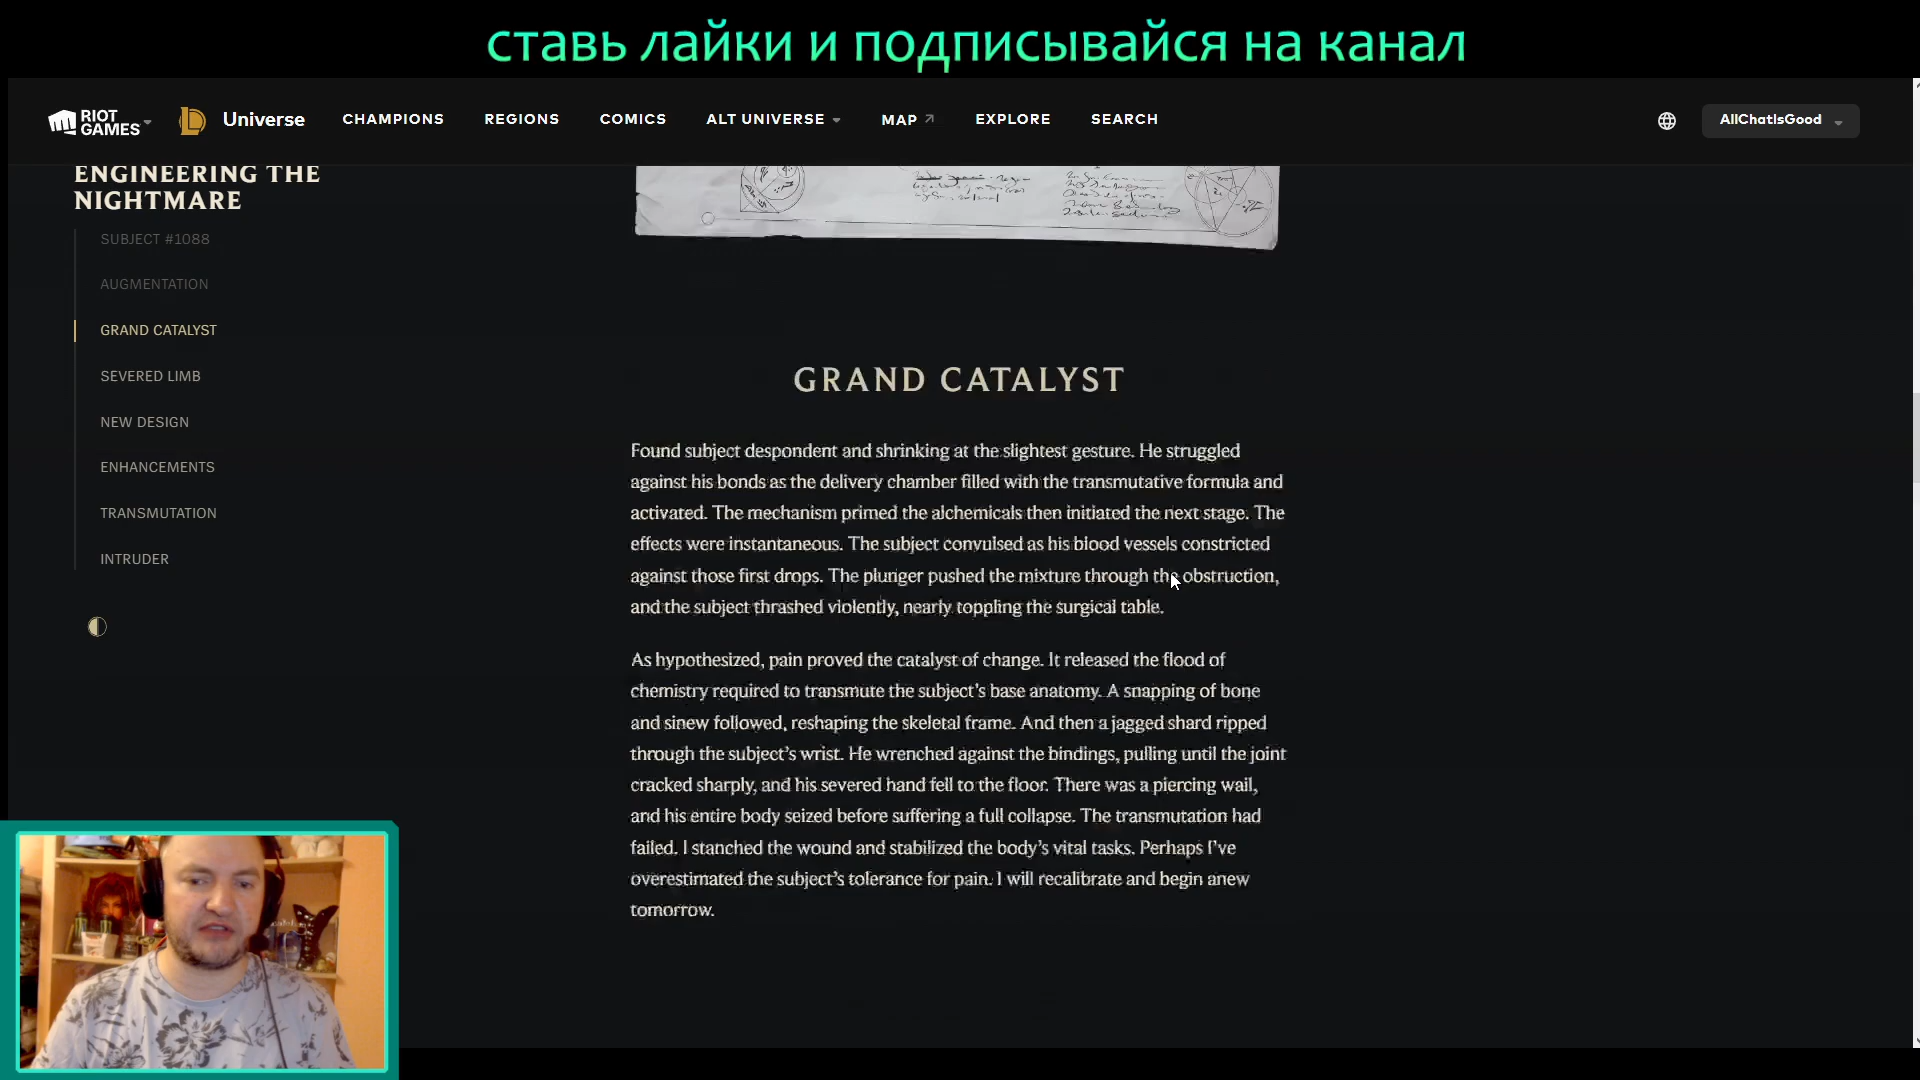 ставь лайки и подписывайся на канал
RIOT GAMES
Universe
CHAMPIONS
REGIONS
COMICS
ALT UNIVERSE
MAP
EXPLORE
SEARCH
AllChatIsGood
ENGINEERING THE
NIGHTMARE
SUBJECT #1088
AUGMENTATION
GRAND CATALYST
SEVERED LIMB
NEW DESIGN
ENHANCEMENTS
TRANSMUTATION
INTRUDER
GRAND CATALYST
Found subject despondent and shrinking at the slightest gesture. He struggled
against his bonds as the delivery chamber filled with the transmutative formula and
activated. The mechanism primed the alchemicals then initiated the next stage. The
effects were instantaneous. The subject convulsed as his blood vessels constricted
against those first drops. The plunger pushed the mixture through the obstruction,
and the subject thrashed violently, nearly toppling the surgical table.
As hypothesized, pain proved the catalyst of change. It released the flood of
chemistry required to transmute the subject's base anatomy. A snapping of bone
and sinew followed, reshaping the skeletal frame. And then a jagged shard ripped
through the subject's wrist. He wrenched against the bindings, pulling until the joint
cracked sharply, and his severed hand fell to the floor. There was a piercing wail,
and his entire body seized before suffering a full collapse. The transmutation had
failed. I stanched the wound and stabilized the body's vital tasks. Perhaps I've
overestimated the subject's tolerance for pain. I will recalibrate and begin anew
tomorrow.